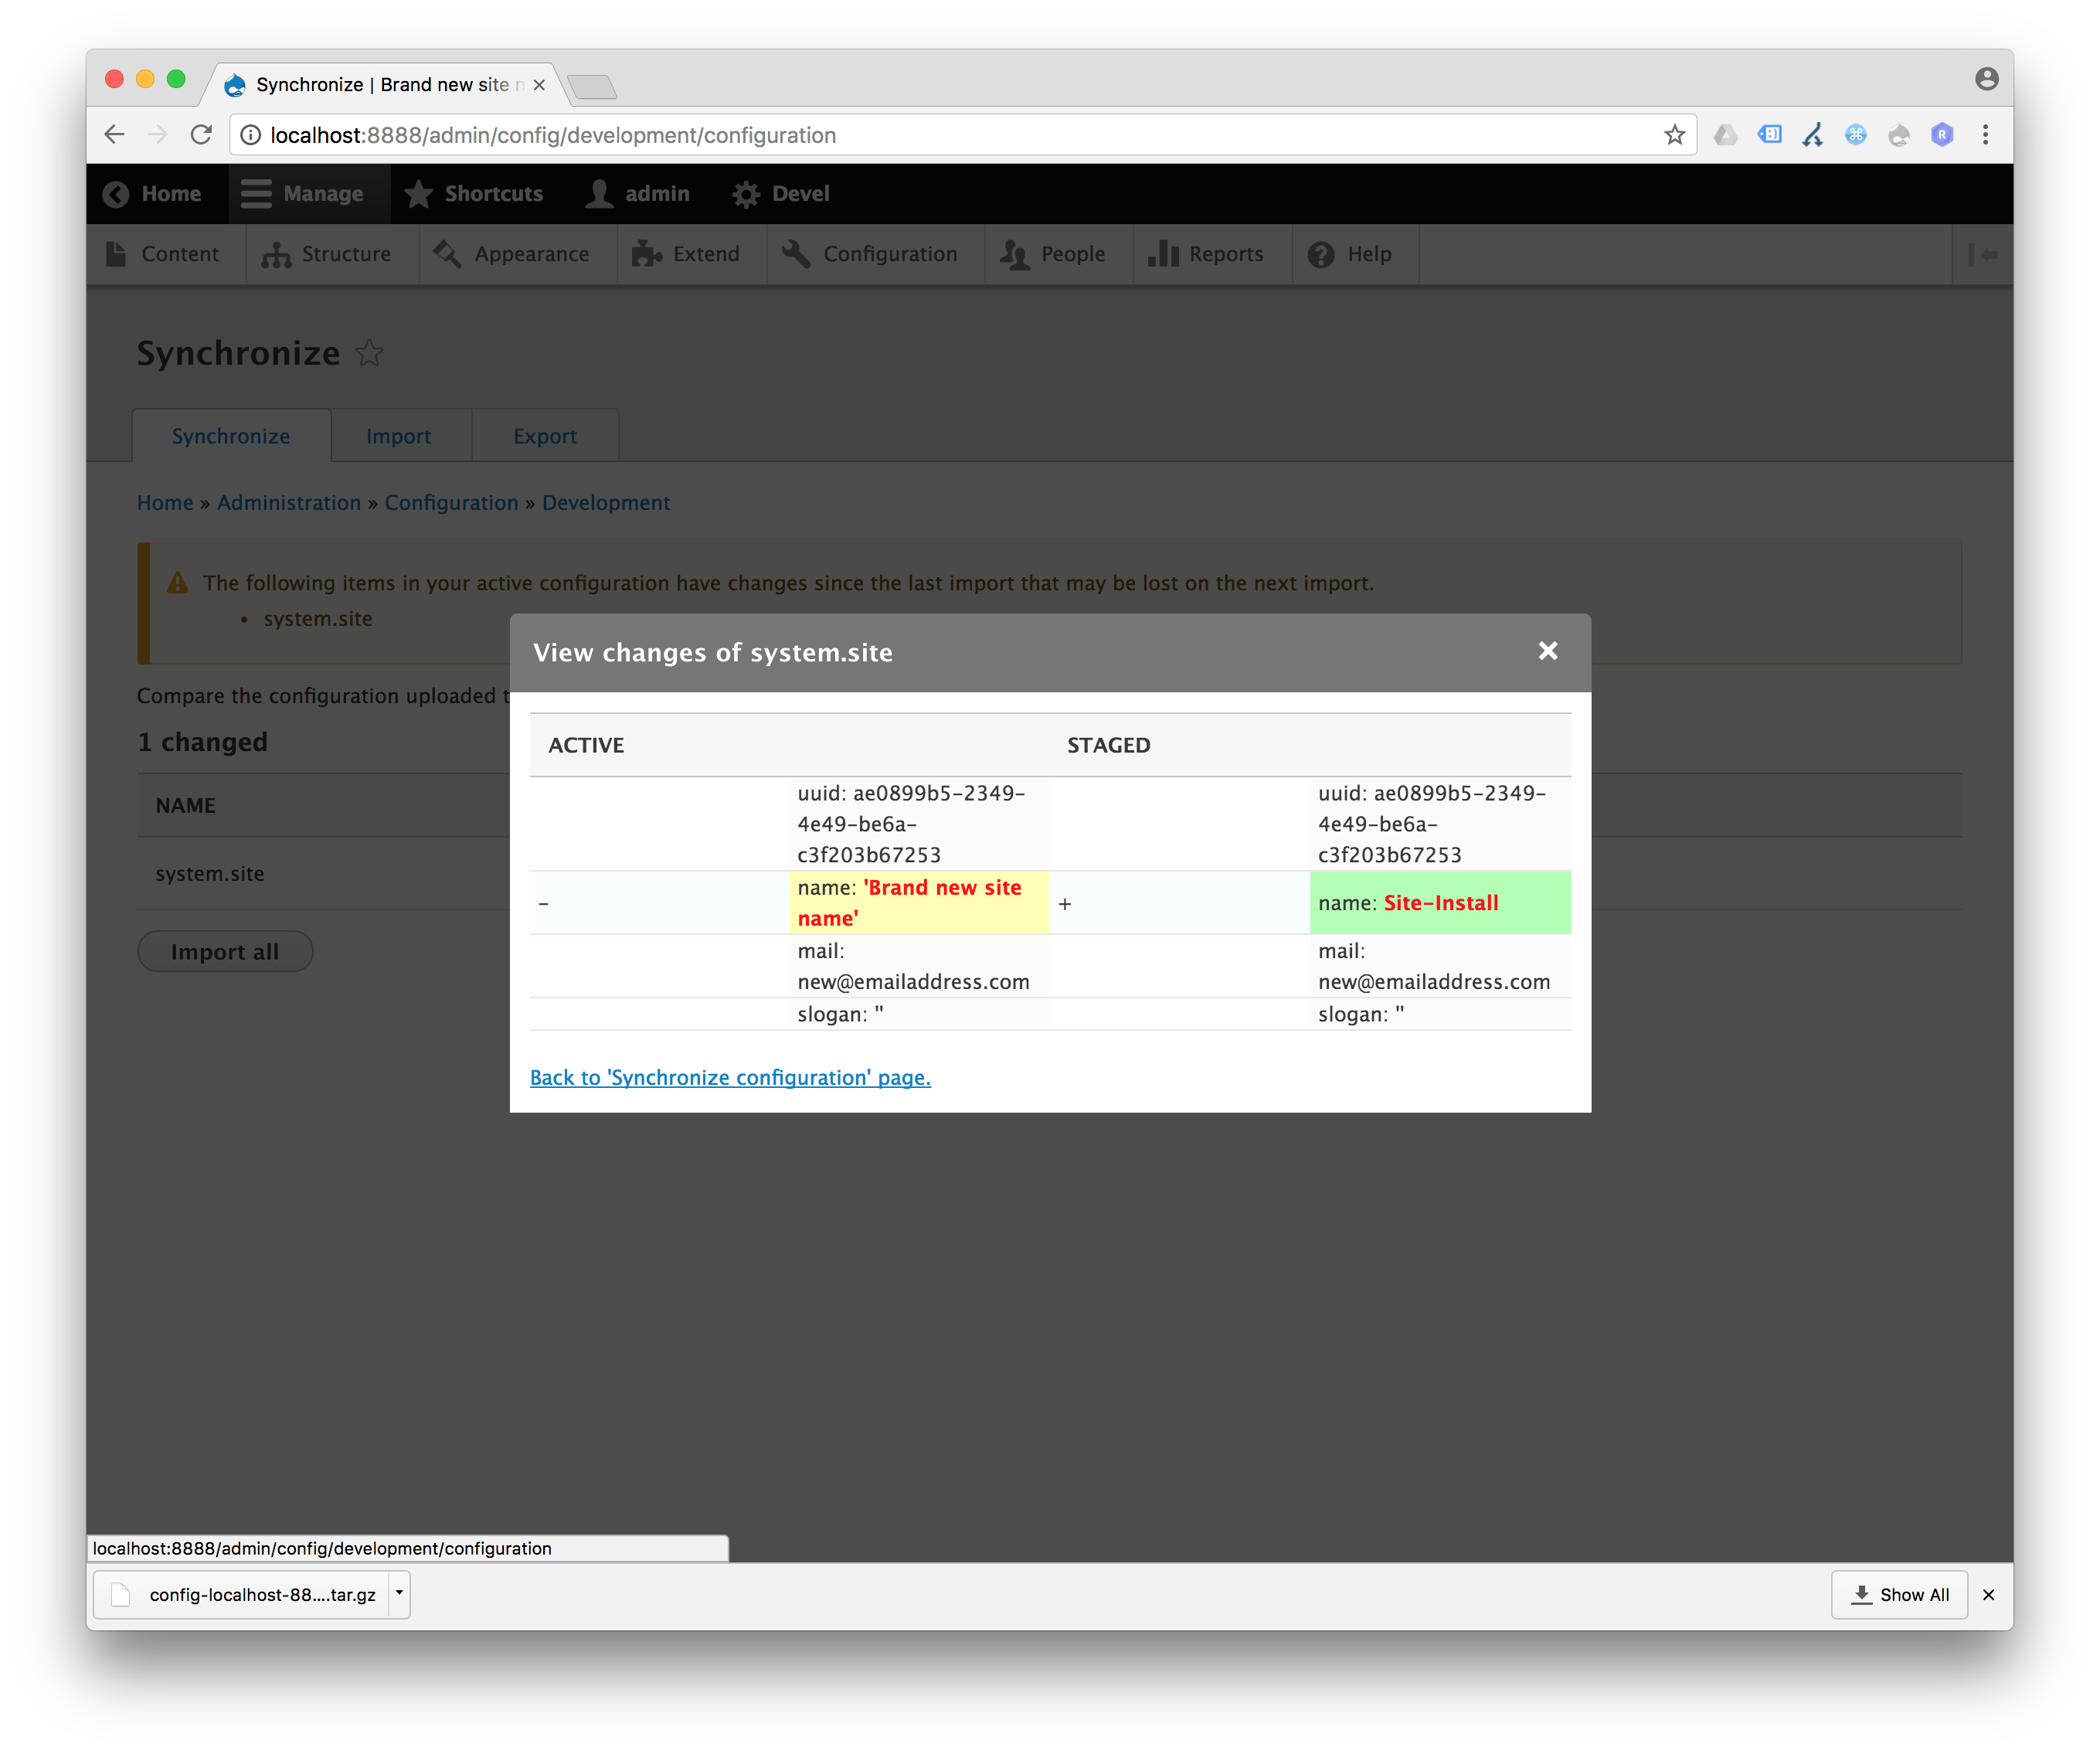 Synchronize | Brand new site n
localhost:8888/admin/config/development/configuration
Home Manage Shortcuts admin Devel
Content Structure Appearance Extend Configuration People Reports Help
Synchronize
Synchronize Import Export
Home » Administration » Configuration » Development
The following items in your active configuration have changes since the last import that may be lost on the next import.
• system.site
Compare the configuration uploaded t
1 changed
NAME
system.site
Import all
View changes of system.site
ACTIVE STAGED
uuid: ae0899b5-2349- uuid: ae0899b5-2349-
4e49-be6a- 4e49-be6a-
c3f203b67253 c3f203b67253
- name: 'Brand new site + name: Site-Install
name'
mail: mail:
new@emailaddress.com new@emailaddress.com
slogan: '' slogan: ''
Back to 'Synchronize configuration' page.
localhost:8888/admin/config/development/configuration
config-localhost-88....tar.gz Show All